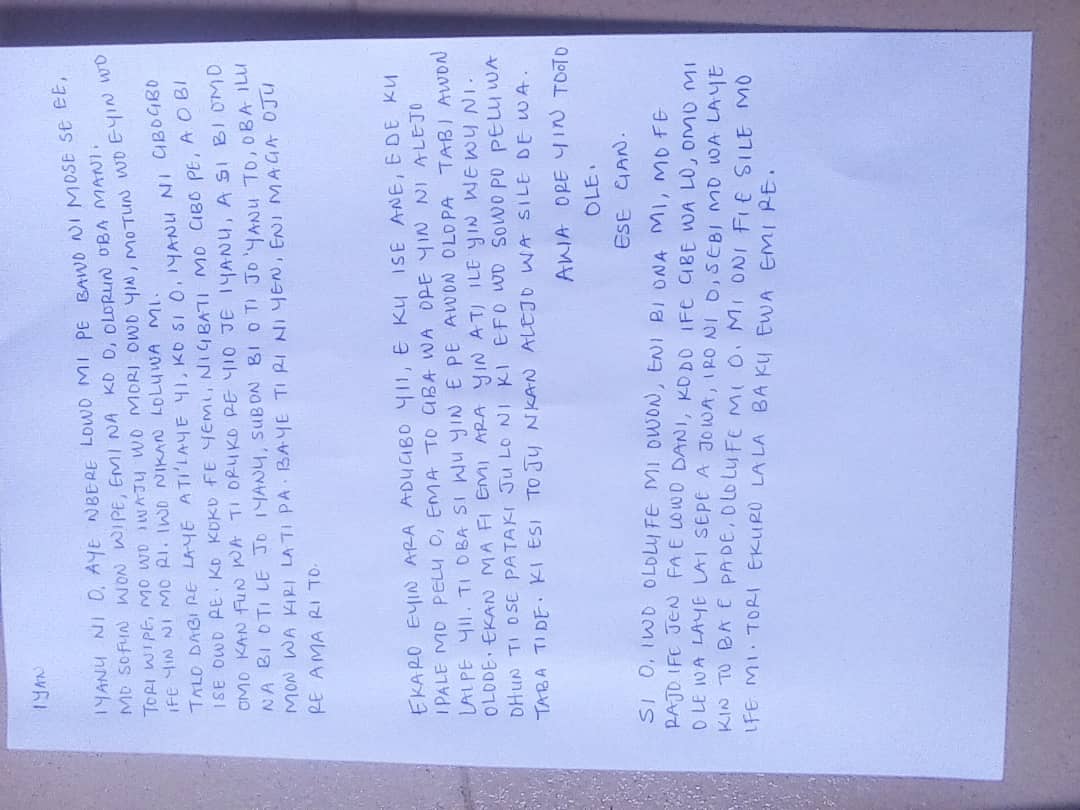 IYAN
IYANU NI O, AYE NBERE LOWO MI PE BAWO NI MOSE SE EE,
MO SOFUN WON WIPE, EMI NA KO O, OLORUN OBA MANI.
TORI WIPE, MO WO IWAJU WO MORI OWO YIN, MOTUN WO EYIN WO
IFE YIN NI MO RI. IWO NIKAN LOLUWA MI.
TALO DABI RE LAYE ATI'LAYE YI, KO SI O, IYANU NI GBOGBO
ISE OWO RE. KO KOKO FE YEMI, NIGBATI MO GBO PE, A O BI
OMO KAN FUN WA TI ORUKO RE YIO JE IYANU, A SI BI OMO
NA BI OTI LE JO IYANU, SUBON BI O TI JO 'YANU TO, OBA ILU
MON WA KIRI LATI PA. BAYE TI RI NI YEN, ENI MAGA OJU
RE AMA RI TO.
EKARO EYIN ARA ADUGBO YII, E KU ISE ANE, EDE KU
IPALE MO PELU O, EMA TO GBA WA ORE YIN NI ALEJO
LAIPE YII. TI OBA SI WU YIN E PE AWON OLOPA TABI AWON
OLODE. EKAN MA FI EMI ARA YIN ATI ILE YIN WEWU NI.
OHUN TI OSE PATAKI JU LO NI KI EFO WO SOWOPO PELU WA
TABA TI DE. KI ESI TOJU NKAN ALEJO WA SILE DE WA.
AWA ORE YIN TOOTO
OLE.
ESE GAN.
SI O, IWO OLOLUFE MI OWON, ENI BI ONA MI, MO FE
RAJO IFE JEN FA E LOWO DANI, KODO IFE GBE WA LO, OMO MI
O LE WA LAYE LAI SEPE A JOWA, IRO NI O, SEBI MO WA LAYE
KIN TO BA E PADE, OLOLUFE MI O. MI ONI FI E SILE MO
IFE MI. TORI EKURO LALA BA KU EWA EMI RE.